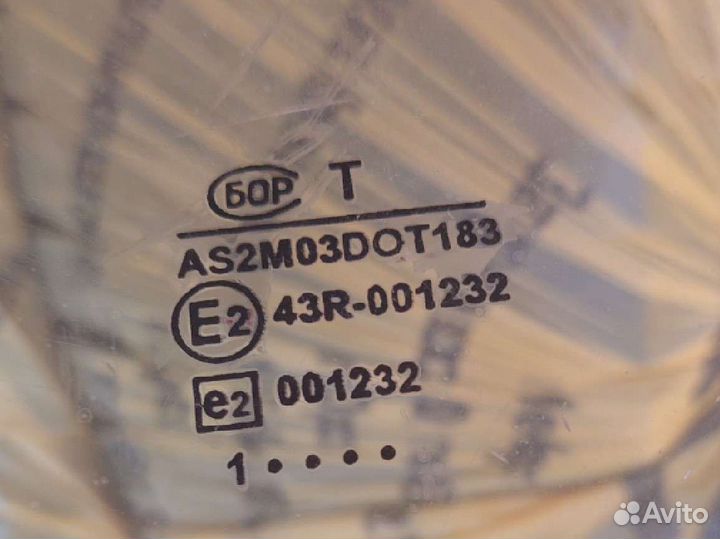 БОР T
AS2M03DOT183
E2 43R-001232
e2 001232
1 • • • •
Avito